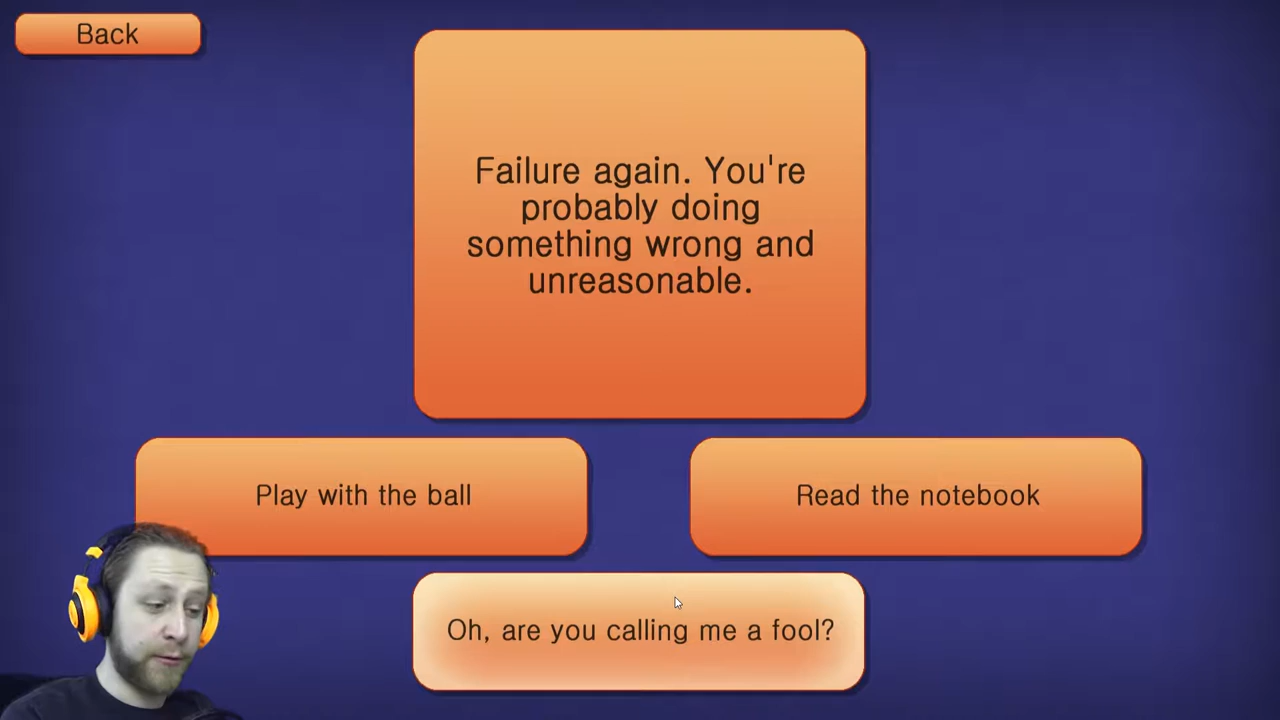 Back
Failure again. You're
probably doing
something wrong and
unreasonable.
Play with the ball
Read the notebook
Oh, are you calling me a fool?